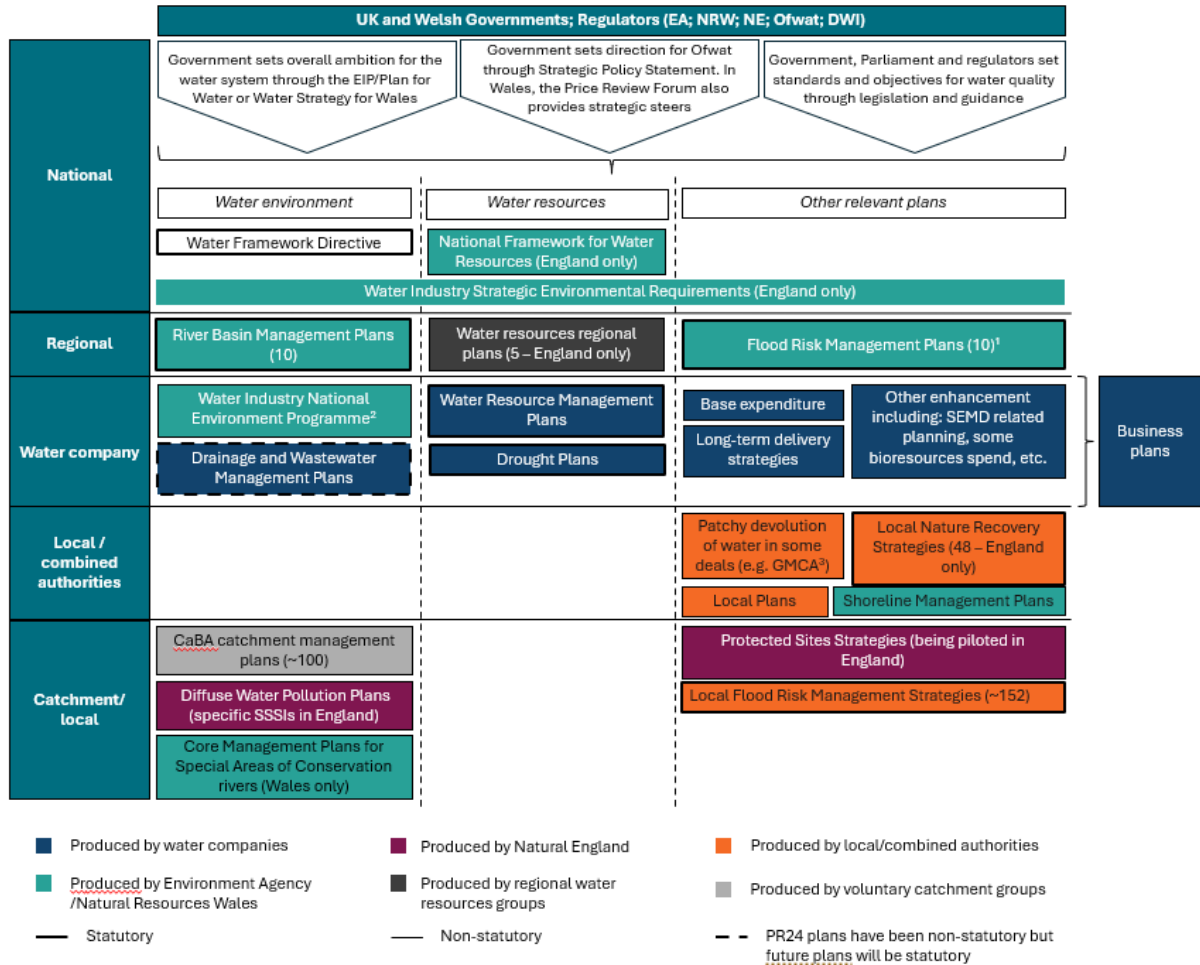 UK and Welsh Governments; Regulators (EA; NRW; NE; Ofwat; DWI)
Government sets overall ambition for the
water system through the EIP/Plan for
Water or Water Strategy for Wales
Government sets direction for Ofwat
through Strategic Policy Statement. In
Wales, the Price Review Forum also
provides strategic steers
Government, Parliament and regulators set
standards and objectives for water quality
through legislation and guidance
National
Water environment
Water resources
Other relevant plans
Water Framework Directive
National Framework for Water
Resources (England only)
Water Industry Strategic Environmental Requirements (England only)
Regional
River Basin Management Plans
(10)
Water resources regional
plans (5 – England only)
Flood Risk Management Plans (10)¹
Water company
Water Industry National
Environment Programme²
Drainage and Wastewater
Management Plans
Water Resource Management
Plans
Drought Plans
Base expenditure
Long-term delivery
strategies
Other enhancement
including: SEMD related
planning, some
bioresources spend, etc.
Business
plans
Local /
combined
authorities
Patchy devolution
of water in some
deals (e.g. GMCA³)
Local Nature Recovery
Strategies (48 – England
only)
Local Plans
Shoreline Management Plans
Catchment/
local
CaBA catchment management
plans (~100)
Diffuse Water Pollution Plans
(specific SSSIs in England)
Core Management Plans for
Special Areas of Conservation
rivers (Wales only)
Protected Sites Strategies (being piloted in
England)
Local Flood Risk Management Strategies (~152)
Produced by water companies
Produced by Natural England
Produced by local/combined authorities
Produced by Environment Agency
/Natural Resources Wales
Produced by regional water
resources groups
Produced by voluntary catchment groups
Statutory
Non-statutory
PR24 plans have been non-statutory but
future plans will be statutory